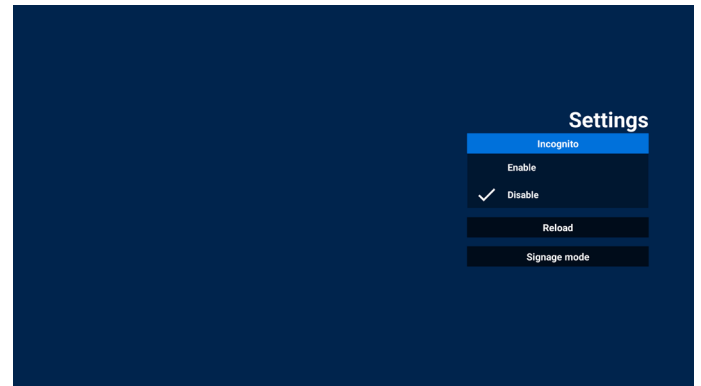 Settings
Incognito
Enable
Disable
Reload
Signage mode